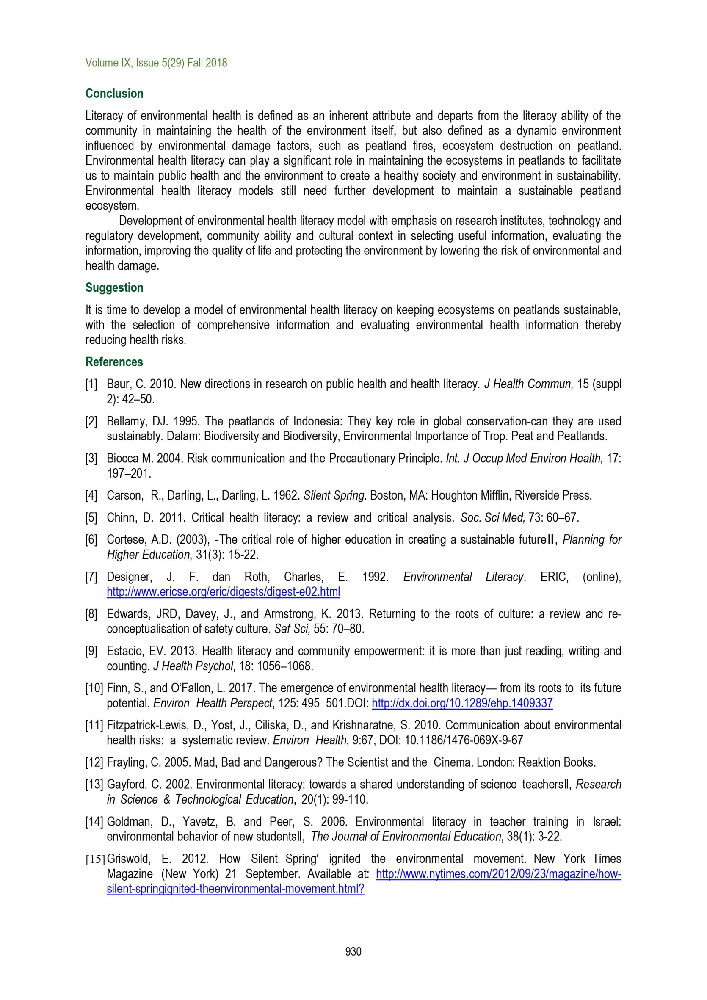 Volume IX, Issue 5(29) Fall 2018
Conclusion
Literacy of environmental health is defined as an inherent attribute and departs from the literacy ability of the
community in maintaining the health of the environment itself, but also defined as a dynamic environment
influenced by environmental damage factors, such as peatland fires, ecosystem destruction on peatland.
Environmental health literacy can play a significant role in maintaining the ecosystems in peatlands to facilitate
us to maintain public health and the environment to create a healthy society and environment in sustainability.
Environmental health literacy models still need further development to maintain a sustainable peatland
ecosystem.
Development of environmental health literacy model with emphasis on research institutes, technology and
regulatory development, community ability and cultural context in selecting useful information, evaluating the
information, improving the quality of life and protecting the environment by lowering the risk of environmental and
health damage.
Suggestion
It is time to develop a model of environmental health literacy on keeping ecosystems on peatlands sustainable,
with the selection of comprehensive information and evaluating environmental health information thereby
reducing health risks.
References
[1] Baur, C. 2010. New directions in research on public health and health literacy. J Health Commun, 15 (suppl
2): 42–50.
[2] Bellamy, DJ. 1995. The peatlands of Indonesia: They key role in global conservation-can they are used
sustainably. Dalam: Biodiversity and Biodiversity, Environmental Importance of Trop. Peat and Peatlands.
[3] Biocca M. 2004. Risk communication and the Precautionary Principle. Int. J Occup Med Environ Health, 17:
197–201.
[4] Carson, R., Darling, L., Darling, L. 1962. Silent Spring. Boston, MA: Houghton Mifflin, Riverside Press.
[5] Chinn, D. 2011. Critical health literacy: a review and critical analysis. Soc. Sci Med, 73: 60–67.
[6] Cortese, A.D. (2003), ‐The critical role of higher education in creating a sustainable futureǁ, Planning for
Higher Education, 31(3): 15-22.
[7] Designer, J. F. dan Roth, Charles, E. 1992. Environmental Literacy. ERIC, (online),
http://www.ericse.org/eric/digests/digest-e02.html
[8] Edwards, JRD, Davey, J., and Armstrong, K. 2013. Returning to the roots of culture: a review and re-
conceptualisation of safety culture. Saf Sci, 55: 70–80.
[9] Estacio, EV. 2013. Health literacy and community empowerment: it is more than just reading, writing and
counting. J Health Psychol, 18: 1056–1068.
[10] Finn, S., and O‘Fallon, L. 2017. The emergence of environmental health literacy— from its roots to its future
potential. Environ Health Perspect, 125: 495–501.DOI: http://dx.doi.org/10.1289/ehp.1409337
[11] Fitzpatrick-Lewis, D., Yost, J., Ciliska, D., and Krishnaratne, S. 2010. Communication about environmental
health risks: a systematic review. Environ Health, 9:67, DOI: 10.1186/1476-069X-9-67
[12] Frayling, C. 2005. Mad, Bad and Dangerous? The Scientist and the Cinema. London: Reaktion Books.
[13] Gayford, C. 2002. Environmental literacy: towards a shared understanding of science teachersǁ, Research
in Science & Technological Education, 20(1): 99-110.
[14] Goldman, D., Yavetz, B. and Peer, S. 2006. Environmental literacy in teacher training in Israel:
environmental behavior of new studentsǁ, The Journal of Environmental Education, 38(1): 3-22.
[15] Griswold, E. 2012. How Silent Spring‘ ignited the environmental movement. New York Times
Magazine (New York) 21 September. Available at: http://www.nytimes.com/2012/09/23/magazine/how-
silent-springignited-theenvironmental-movement.html?
930